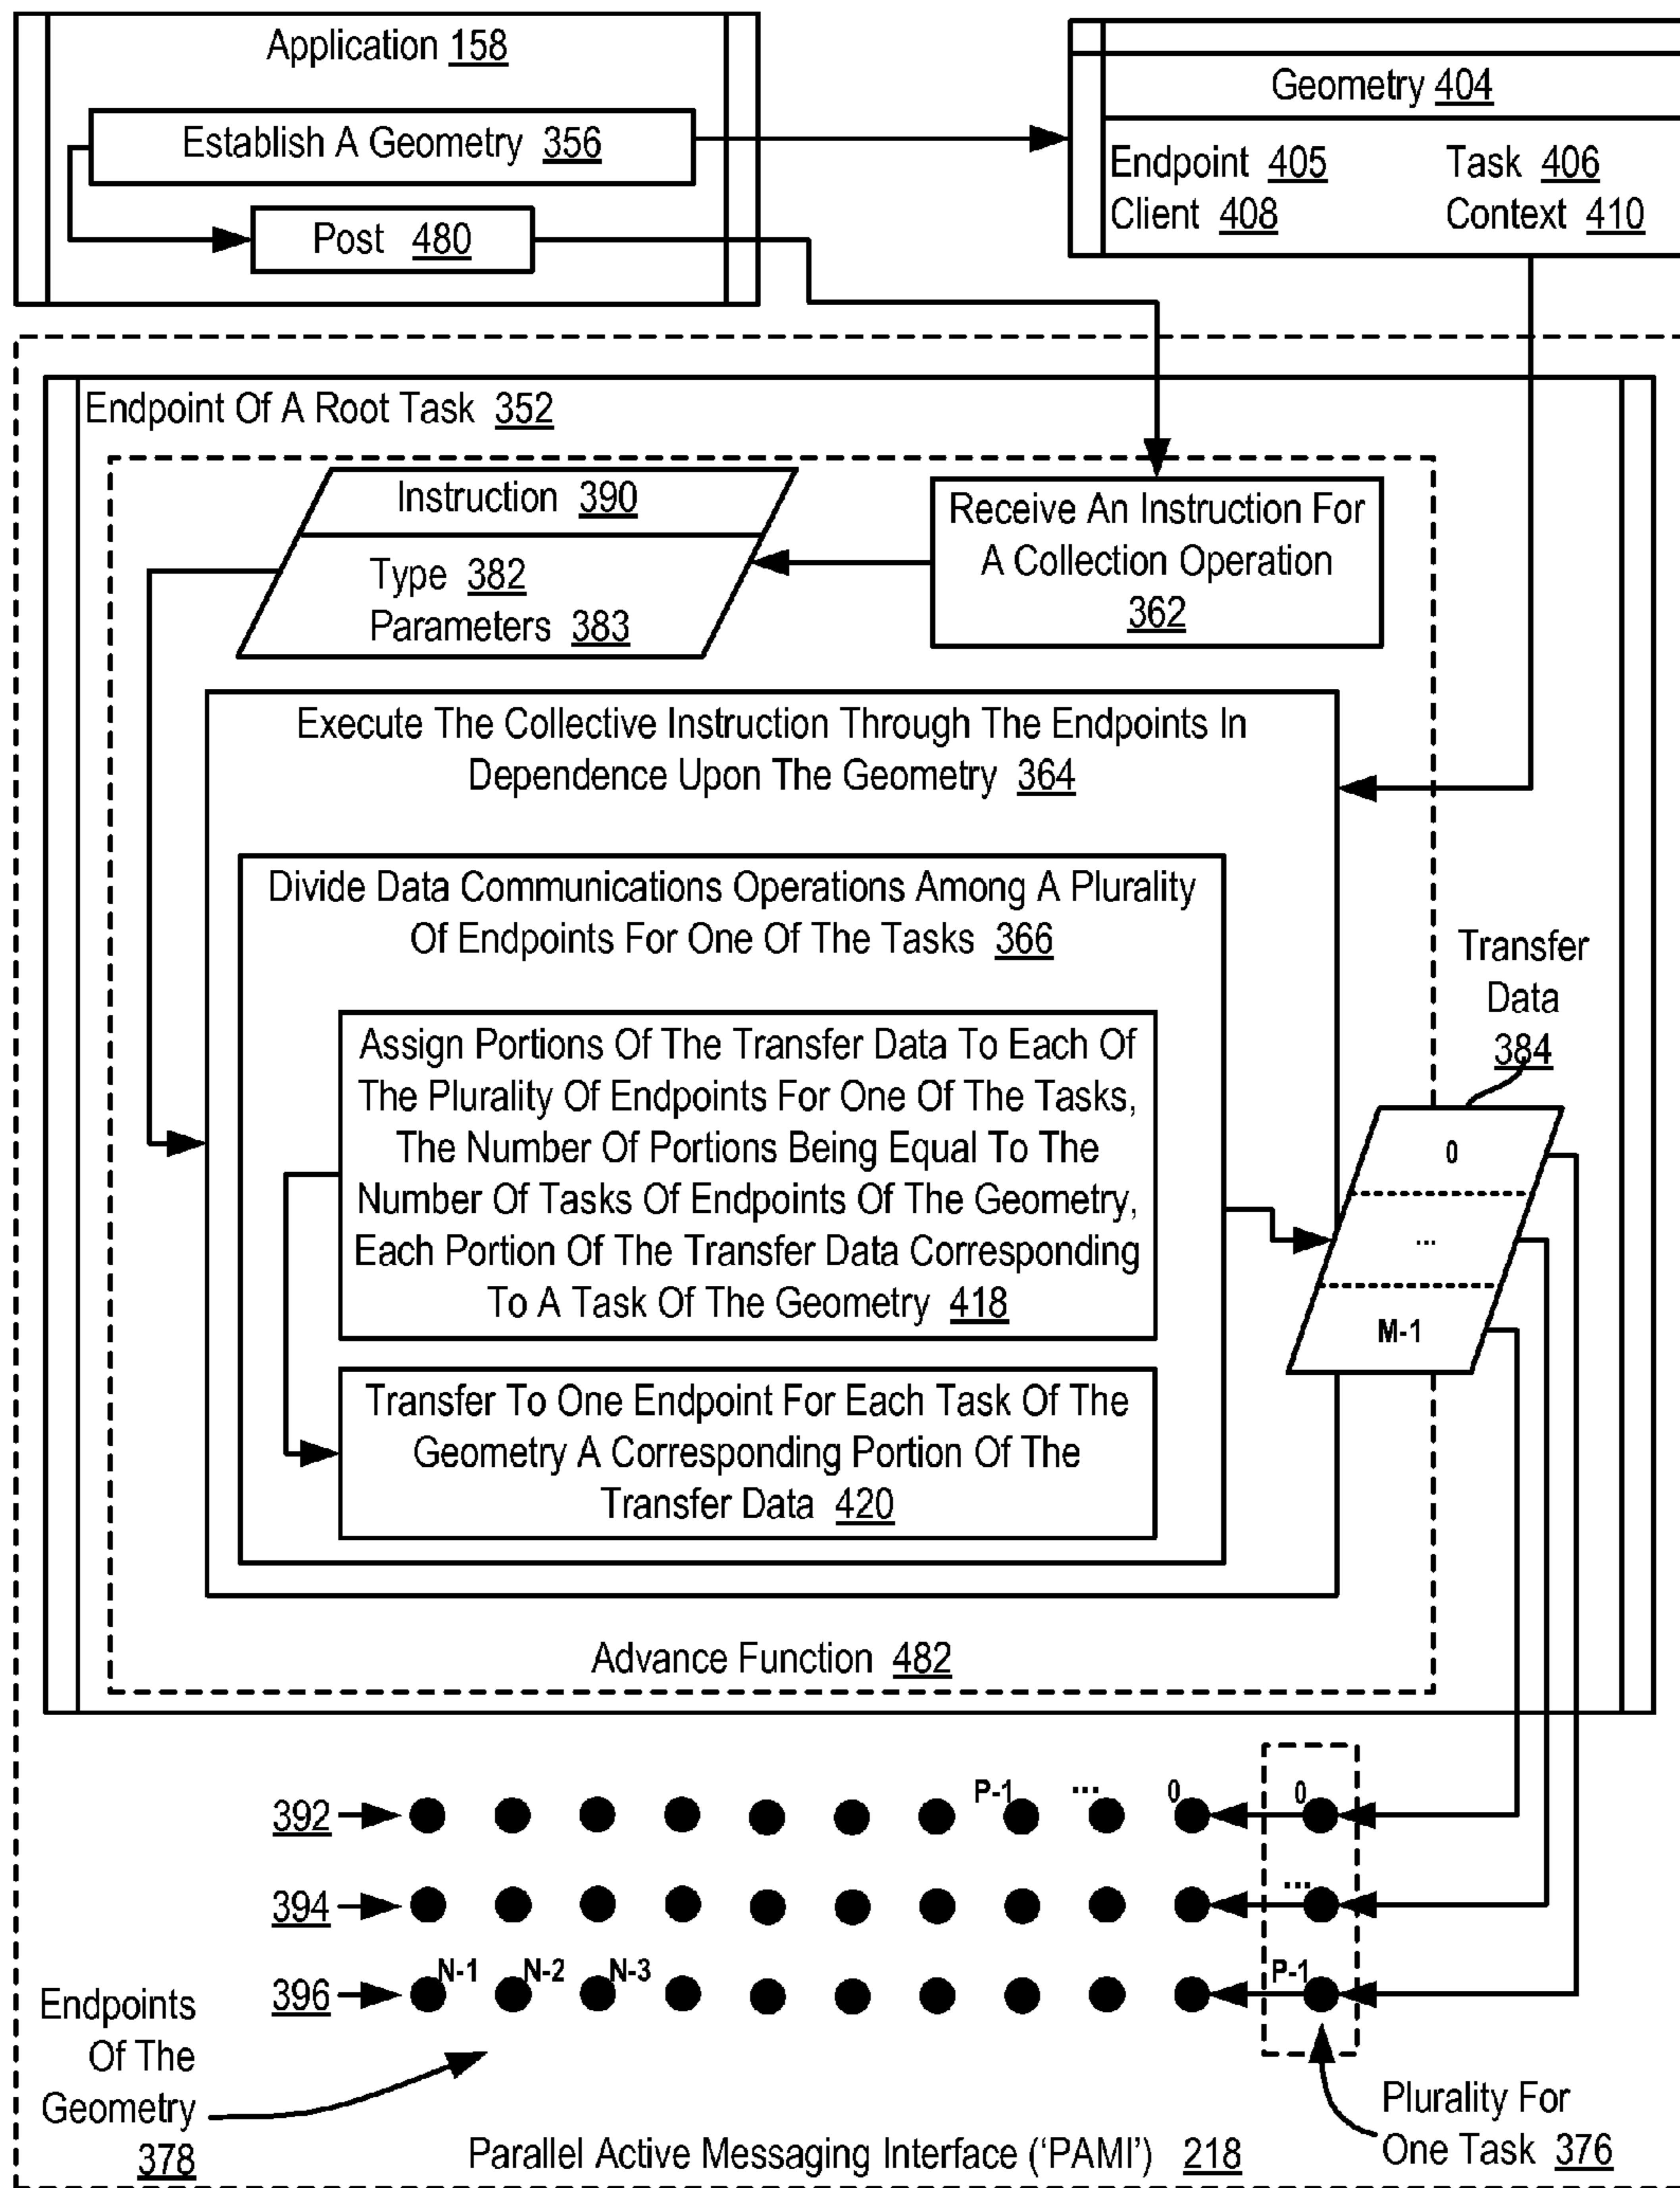 Application 158
Establish A Geometry 356
Post 480
Geometry 404
Endpoint 405 Task 406
Client 408 Context 410
Endpoint Of A Root Task 352
Instruction 390
Type 382
Parameters 383
Receive An Instruction For
A Collection Operation
362
Execute The Collective Instruction Through The Endpoints In
Dependence Upon The Geometry 364
Divide Data Communications Operations Among A Plurality
Of Endpoints For One Of The Tasks 366
Assign Portions Of The Transfer Data To Each Of
The Plurality Of Endpoints For One Of The Tasks,
The Number Of Portions Being Equal To The
Number Of Tasks Of Endpoints Of The Geometry,
Each Portion Of The Transfer Data Corresponding
To A Task Of The Geometry 418
Transfer To One Endpoint For Each Task Of The
Geometry A Corresponding Portion Of The
Transfer Data 420
Transfer
Data
384
0
...
M-1
Advance Function 482
392 P-1 ... 0 0
394 ...
396 N-1 N-2 N-3 P-1
Endpoints
Of The
Geometry
378
Plurality For
One Task 376
Parallel Active Messaging Interface (‘PAMI’) 218